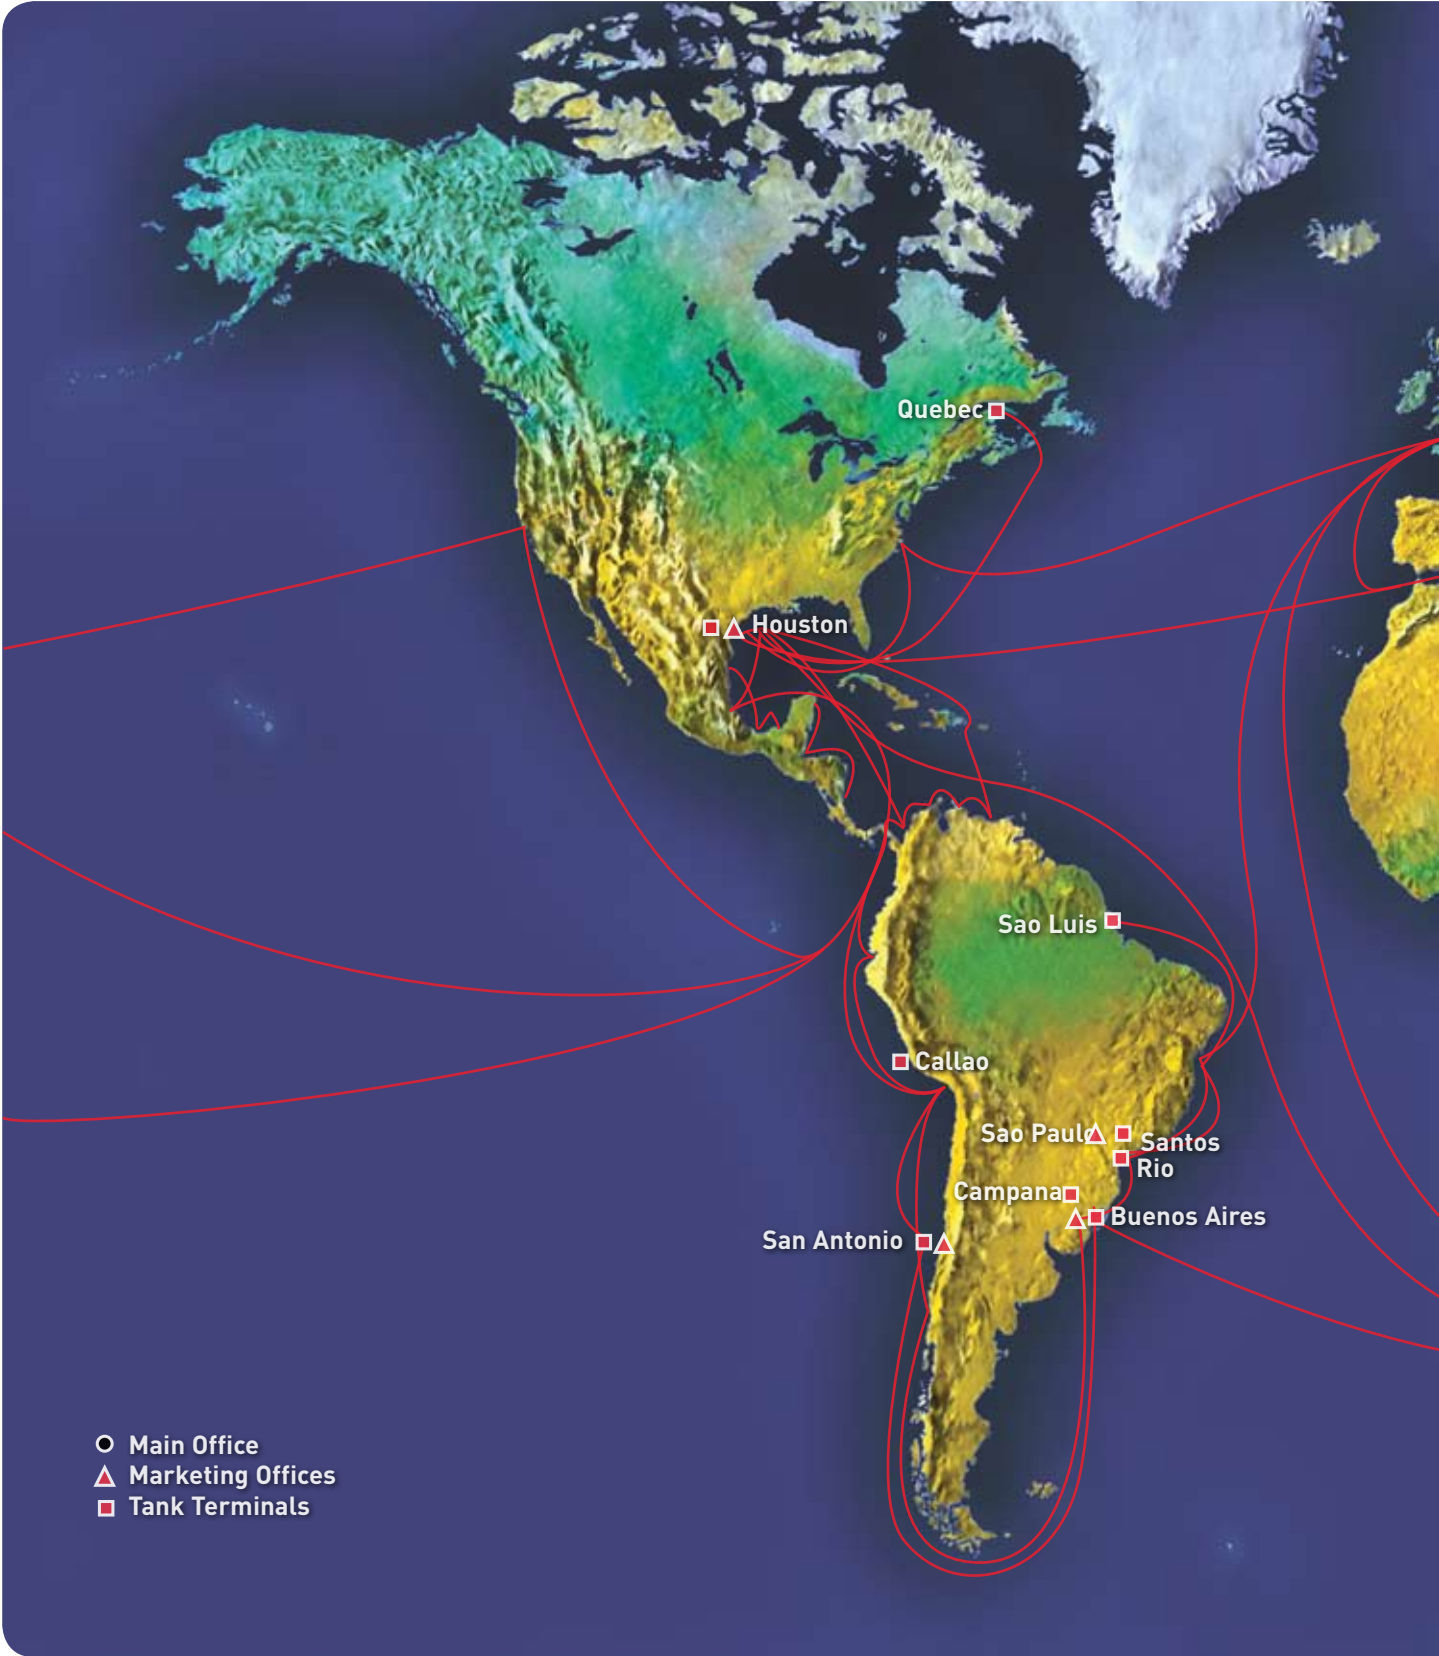 Quebec
Houston
Sao Luis
Callao
Sao Paulo
Santos
Rio
Campana
Buenos Aires
San Antonio
Main Office
Marketing Offices
Tank Terminals